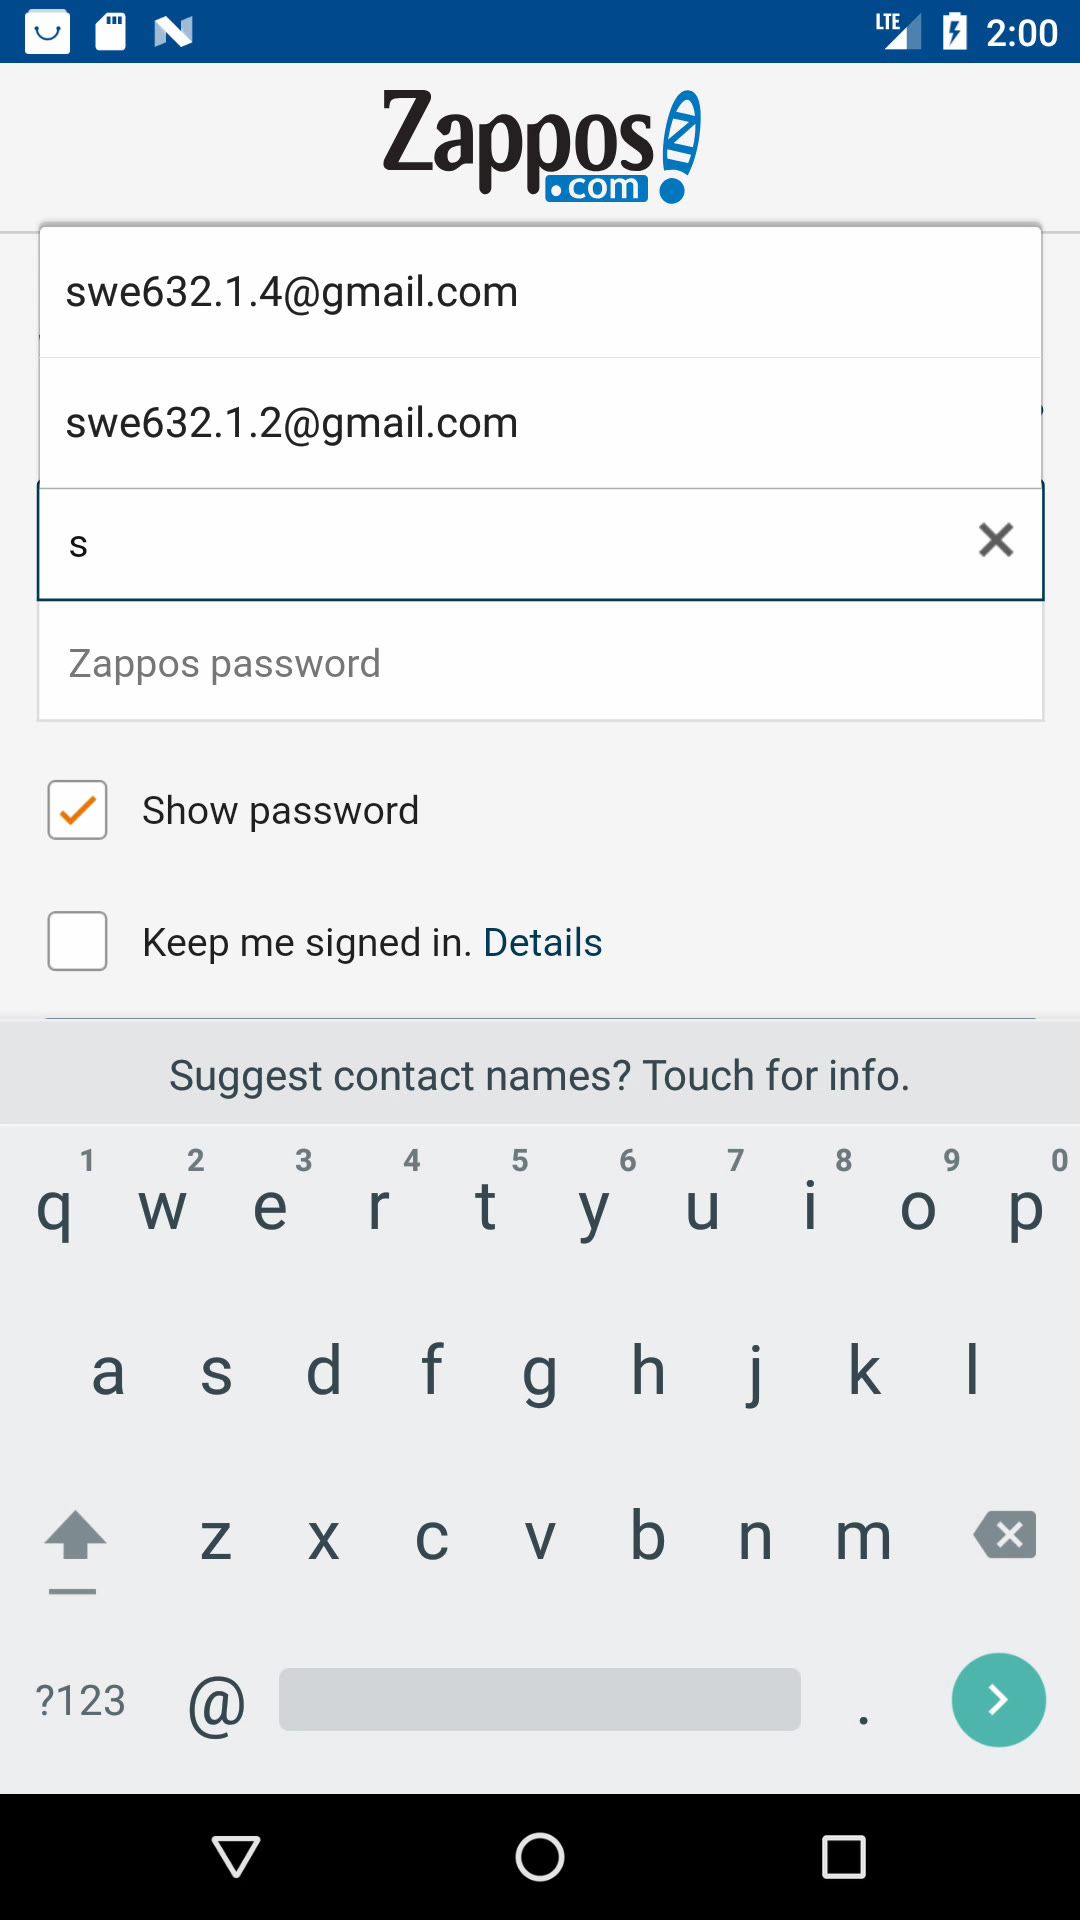 LTE 2:00
Zappos
.com
swe632.1.4@gmail.com
swe632.1.2@gmail.com
s
Zappos password
Show password
Keep me signed in. Details
Suggest contact names? Touch for info.
1 2 3 4 5 6 7 8 9 0
q w e r t y u i o p
a s d f g h j k l
z x c v b n m
?123 @ .